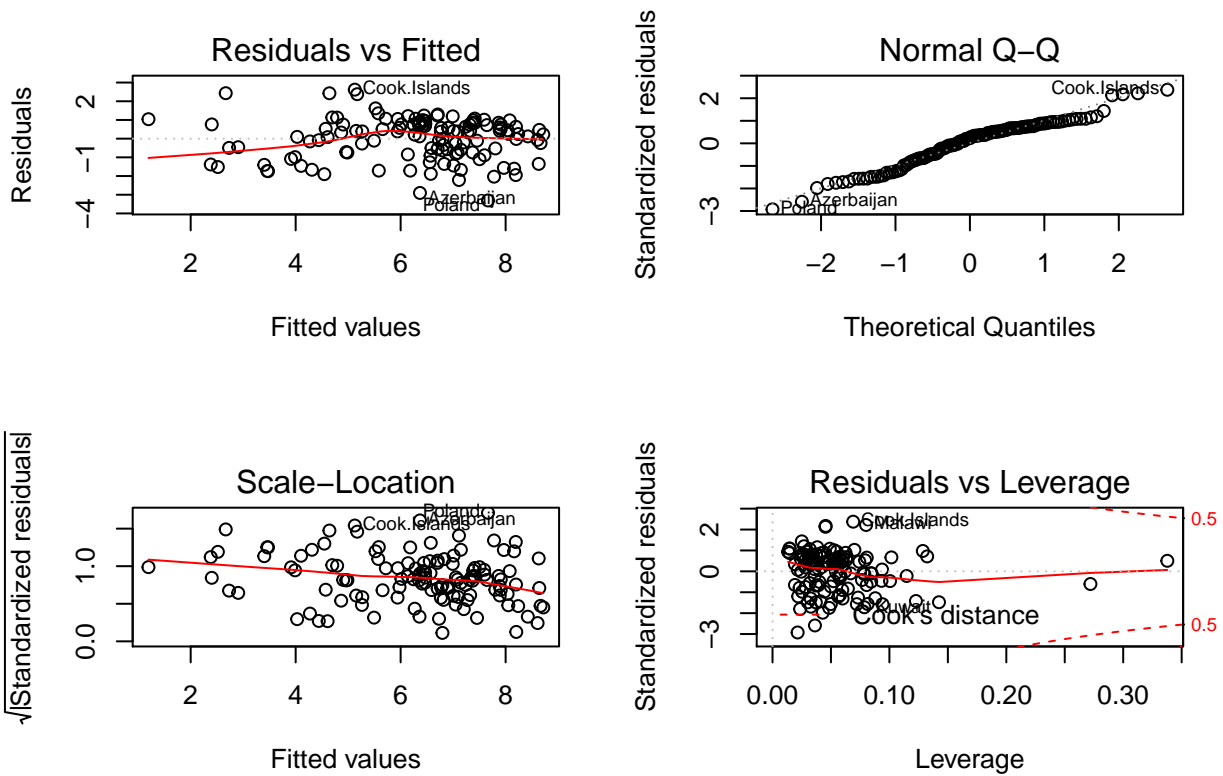 Residuals vs Fitted
Residuals
2
−1
−4
Cook.Islands
Azerbaijan
Poland
2
4
6
8
Fitted values
Normal Q−Q
Standardized residuals
2
0
−3
Cook.Islands
Azerbaijan
Poland
−2
−1
0
1
2
Theoretical Quantiles
Scale−Location
√|Standardized residuals|
1.0
0.0
Poland
Azerbaijan
Cook.Islands
2
4
6
8
Fitted values
Residuals vs Leverage
Standardized residuals
2
0
−3
Cook.Islands
Malawi
Kuwait
Cook's distance
0.5
0.5
0.00
0.10
0.20
0.30
Leverage